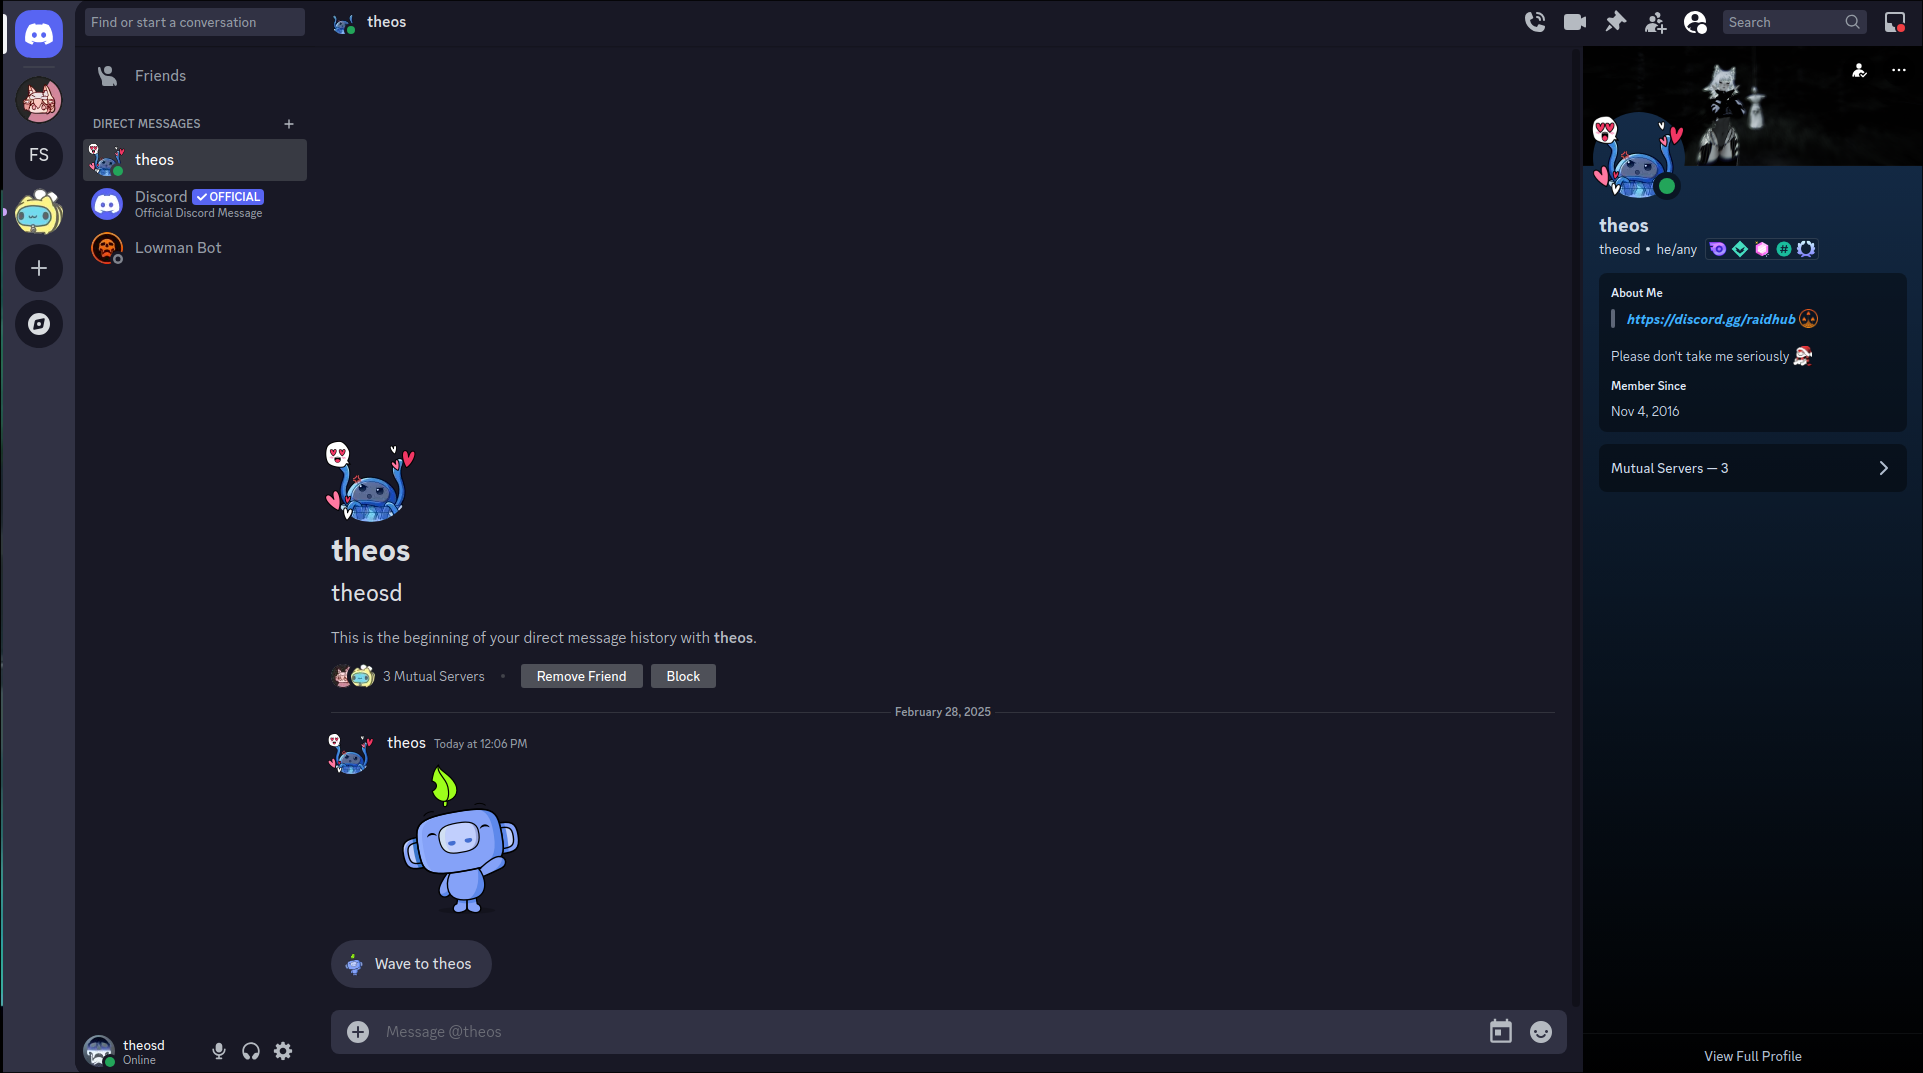 Find or start a conversation
theos
Search
Friends
DIRECT MESSAGES
theos
Discord
OFFICIAL
Official Discord Message
Lowman Bot
FS
theos
theosd
This is the beginning of your direct message history with theos.
3 Mutual Servers • Remove Friend Block
February 28, 2025
theos Today at 12:06 PM
Wave to theos
Message @theos
theosd
Online
theos
theosd • he/any
About Me
https://discord.gg/raidhub
Please don't take me seriously
Member Since
Nov 4, 2016
Mutual Servers — 3
View Full Profile